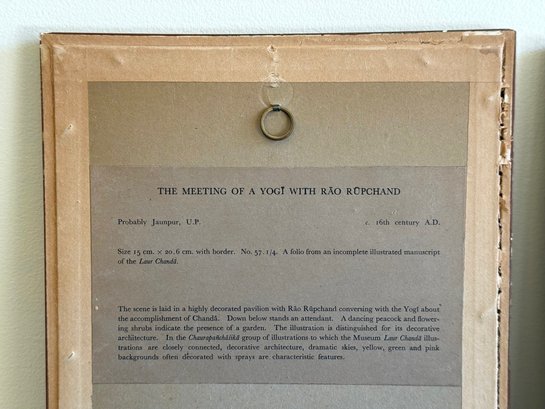 THE MEETING OF A YOGĪ WITH RĀO RŪPCHAND
Probably Jaunpur, U.P. c. 16th century A.D.
Size 15 cm. × 20.6 cm. with border. No. 57. 1/4. A folio from an incomplete illustrated manuscript
of the Laur Chandā.
The scene is laid in a highly decorated pavilion with Rāo Rūpchand conversing with the Yogī about
the accomplishment of Chandā. Down below stands an attendant. A dancing peacock and flower-
ing shrubs indicate the presence of a garden. The illustration is distinguished for its decorative
architecture. In the Chaurapañchāśikā group of illustrations to which the Museum Laur Chandā illus-
trations are closely connected, decorative architecture, dramatic skies, yellow, green and pink
backgrounds often decorated with sprays are characteristic features.